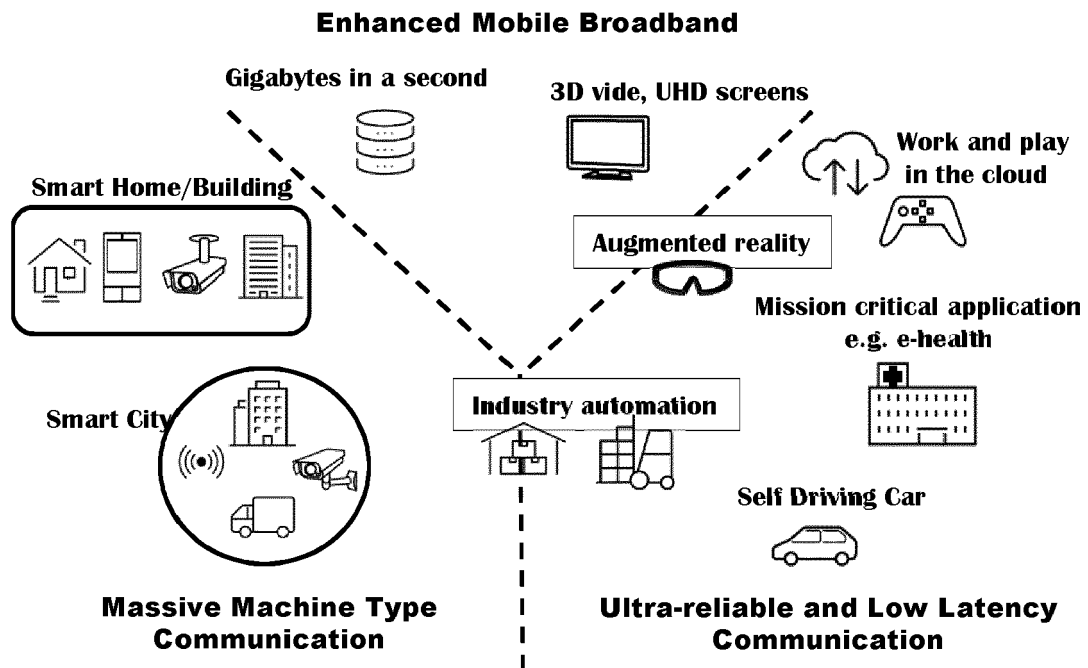 Enhanced Mobile Broadband
Gigabytes in a second
3D vide, UHD screens
Work and play
in the cloud
Smart Home/Building
Augmented reality
Mission critical application
e.g. e-health
Smart City
Industry automation
Self Driving Car
Massive Machine Type
Communication
Ultra-reliable and Low Latency
Communication